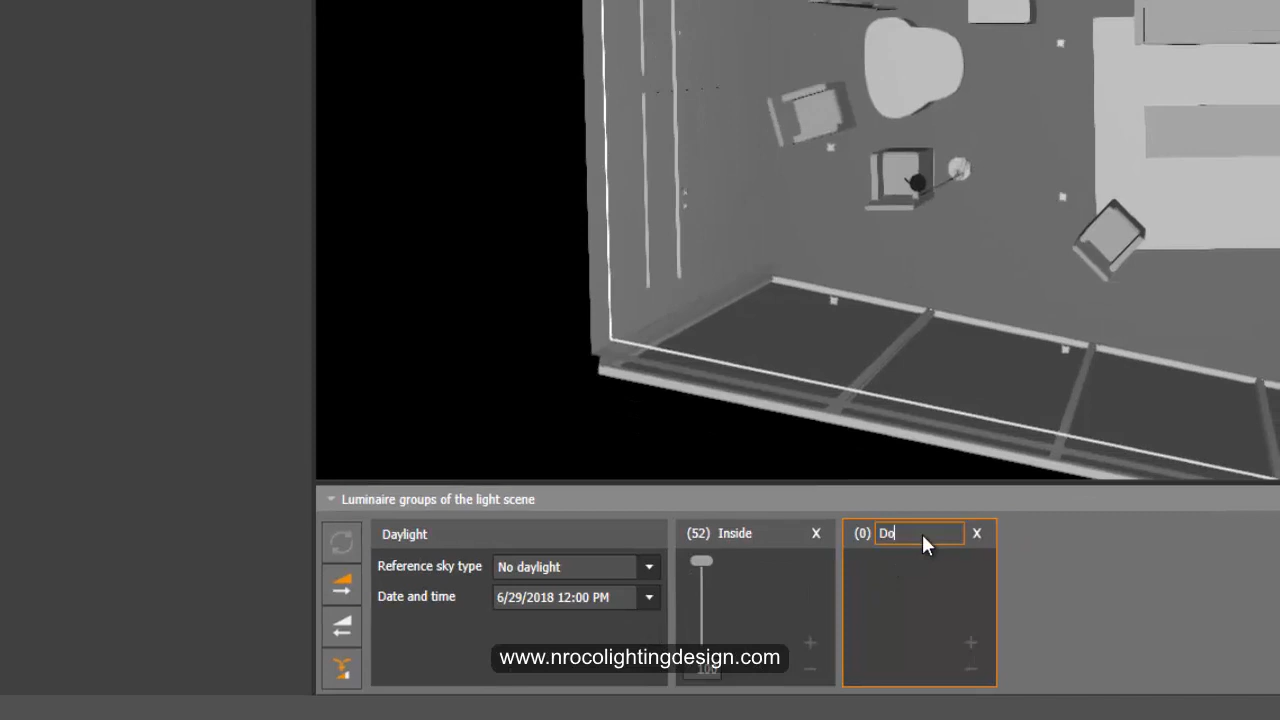 Luminaire groups of the light scene
Daylight
(52) Inside X
(0) Do X
Reference sky type No daylight
Date and time 6/29/2018 12:00 PM
100
www.nrocolightingdesign.com